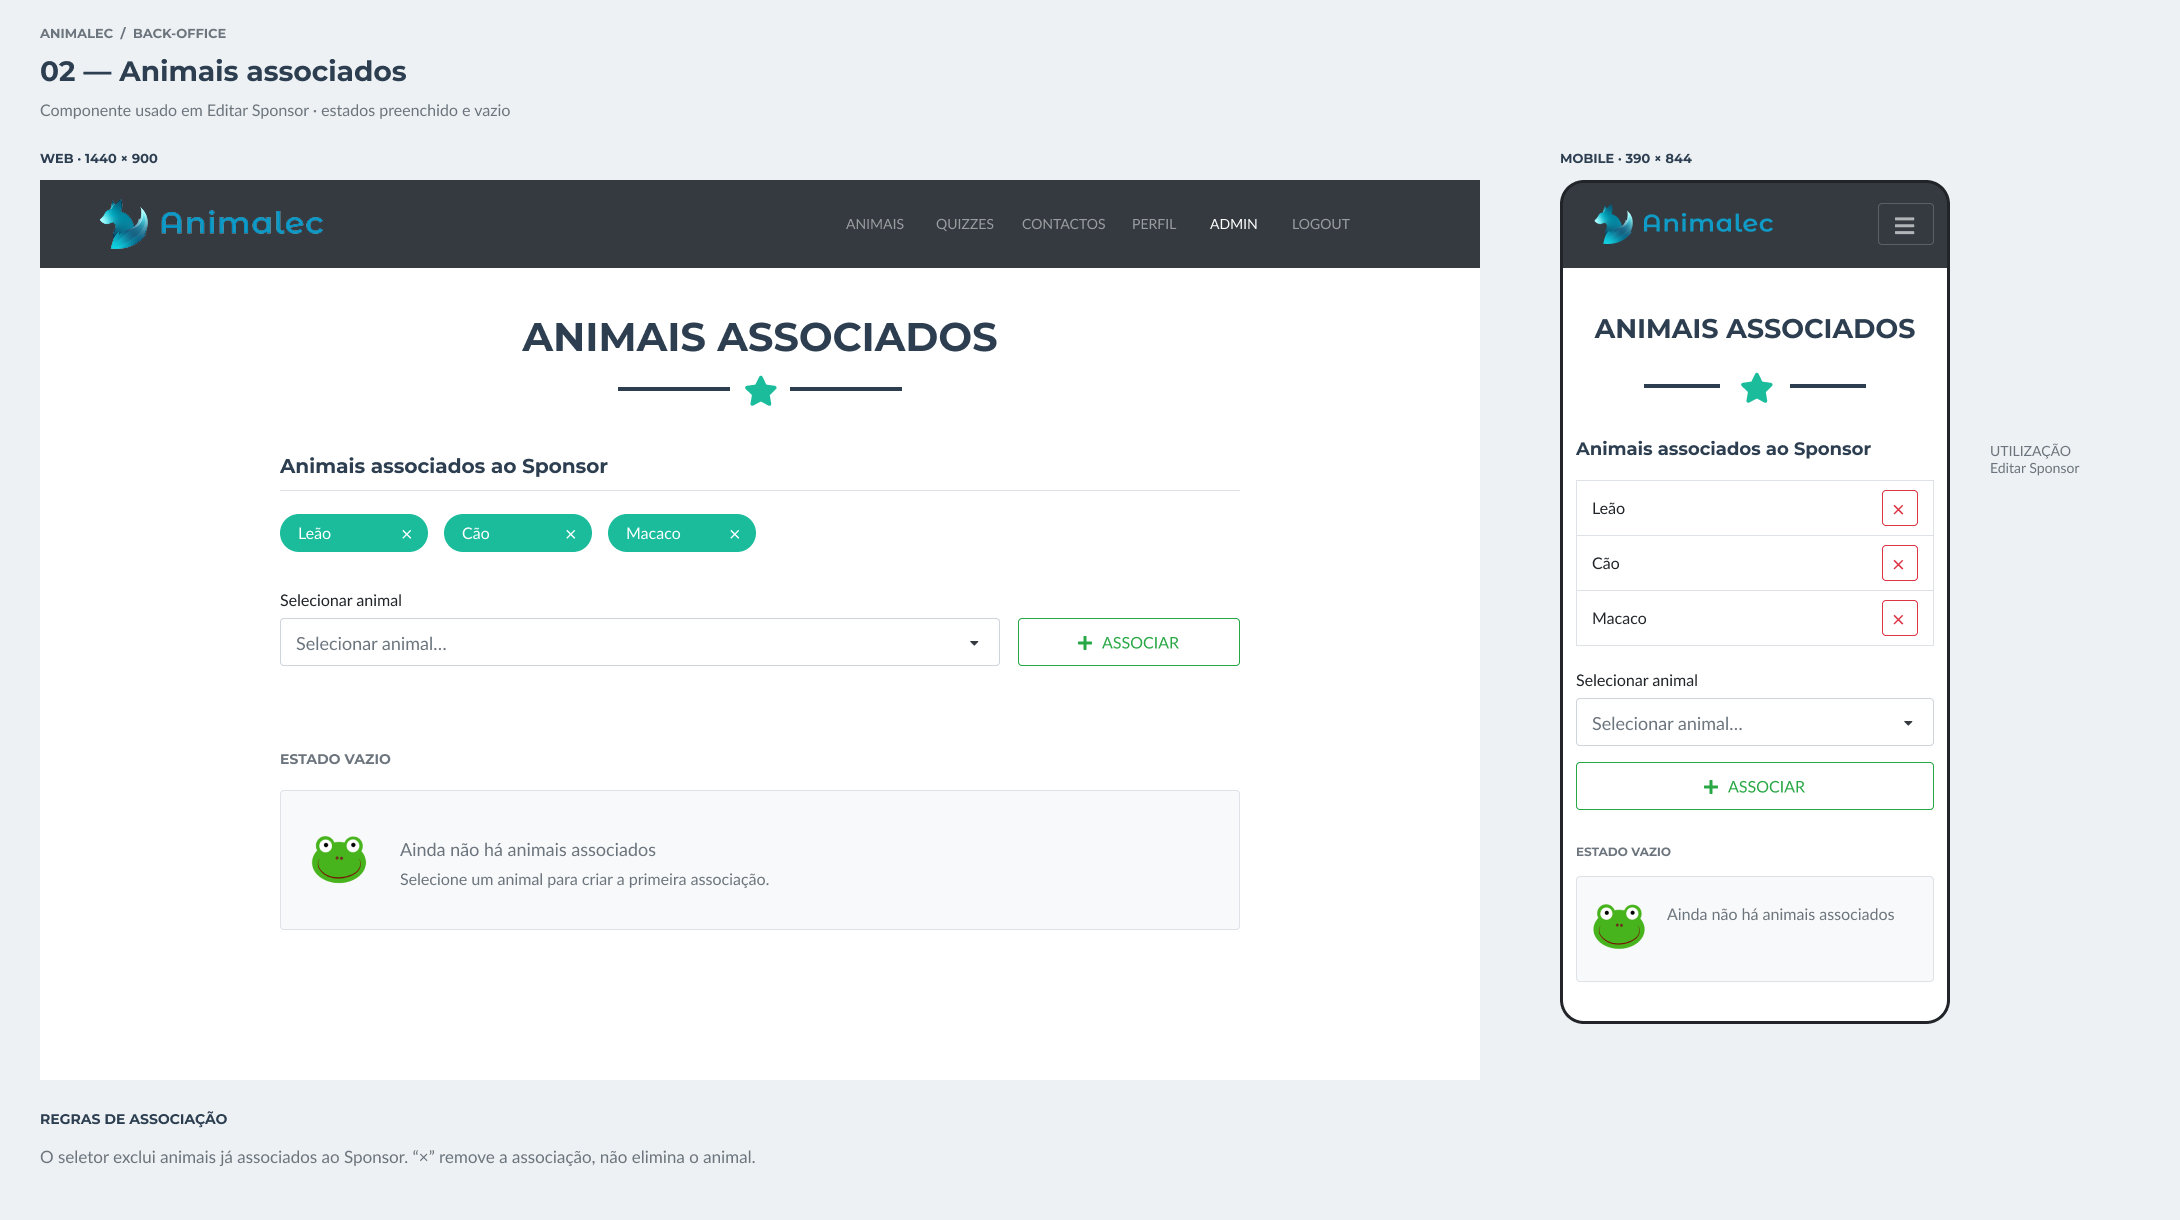 ANIMALEC / BACK-OFFICE
02 — Animais associados
Componente usado em Editar Sponsor · estados preenchido e vazio
WEB · 1440 × 900
Animalec
ANIMAIS QUIZZES CONTACTOS PERFIL ADMIN LOGOUT
ANIMAIS ASSOCIADOS
Animais associados ao Sponsor
Leão × Cão × Macaco ×
Selecionar animal
Selecionar animal...
+ ASSOCIAR
ESTADO VAZIO
Ainda não há animais associados
Selecione um animal para criar a primeira associação.
MOBILE · 390 × 844
Animalec
ANIMAIS ASSOCIADOS
Animais associados ao Sponsor
Leão ×
Cão ×
Macaco ×
Selecionar animal
Selecionar animal...
+ ASSOCIAR
ESTADO VAZIO
Ainda não há animais associados
UTILIZAÇÃO
Editar Sponsor
REGRAS DE ASSOCIAÇÃO
O seletor exclui animais já associados ao Sponsor. “×” remove a associação, não elimina o animal.